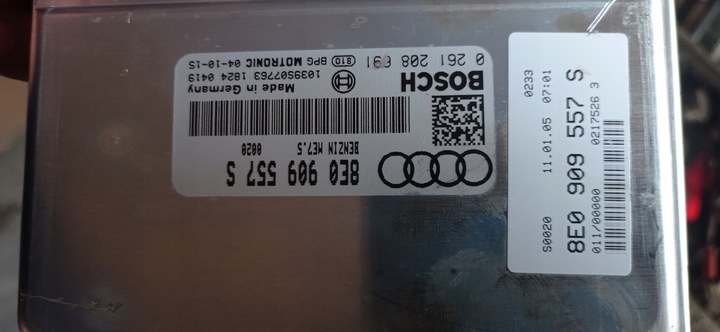 8E0 909 557 S
BENZIN ME7.5 0020
BOSCH
Made in Germany
0 261 208 091
1039S07763 1824 0419
810 BPG MOTRONIC 04-10-15
S0020 11.01.05 07:01 0233
8E0 909 557 S
011/00000 0217526 3